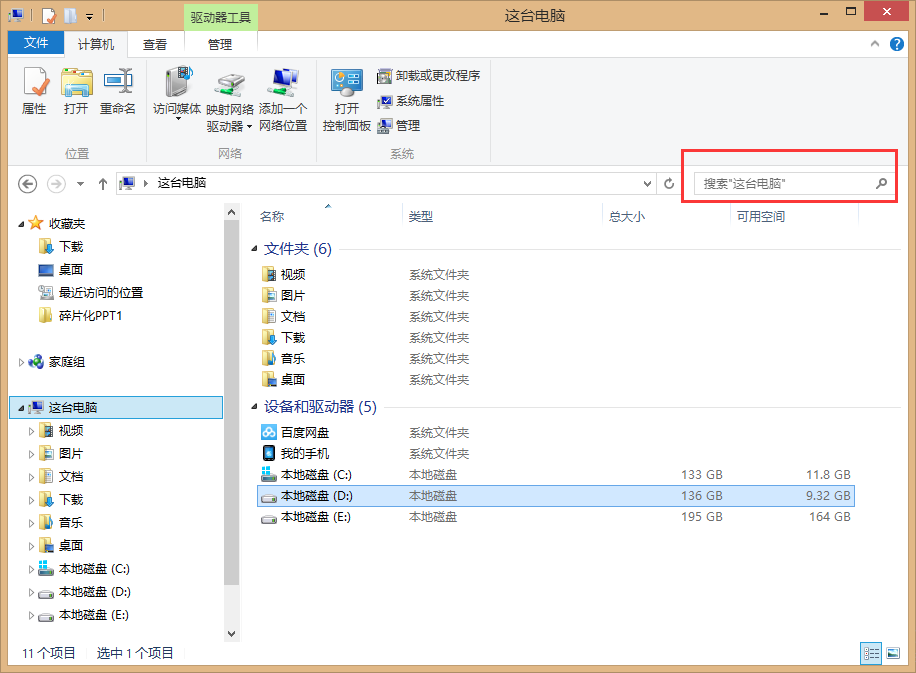 驱动器工具
这台电脑
文件 计算机 查看 管理
属性 打开 重命名 访问媒体 映射网络驱动器 添加一个网络位置 打开控制面板
卸载或更改程序
系统属性
管理
位置 网络 系统
这台电脑
搜索"这台电脑"
收藏夹
下载
桌面
最近访问的位置
碎片化PPT1
家庭组
这台电脑
视频
图片
文档
下载
音乐
桌面
本地磁盘 (C:)
本地磁盘 (D:)
本地磁盘 (E:)
名称 类型 总大小 可用空间
文件夹 (6)
视频 系统文件夹
图片 系统文件夹
文档 系统文件夹
下载 系统文件夹
音乐 系统文件夹
桌面 系统文件夹
设备和驱动器 (5)
百度网盘 系统文件夹
我的手机 系统文件夹
本地磁盘 (C:) 本地磁盘 133 GB 11.8 GB
本地磁盘 (D:) 本地磁盘 136 GB 9.32 GB
本地磁盘 (E:) 本地磁盘 195 GB 164 GB
11 个项目 选中 1 个项目